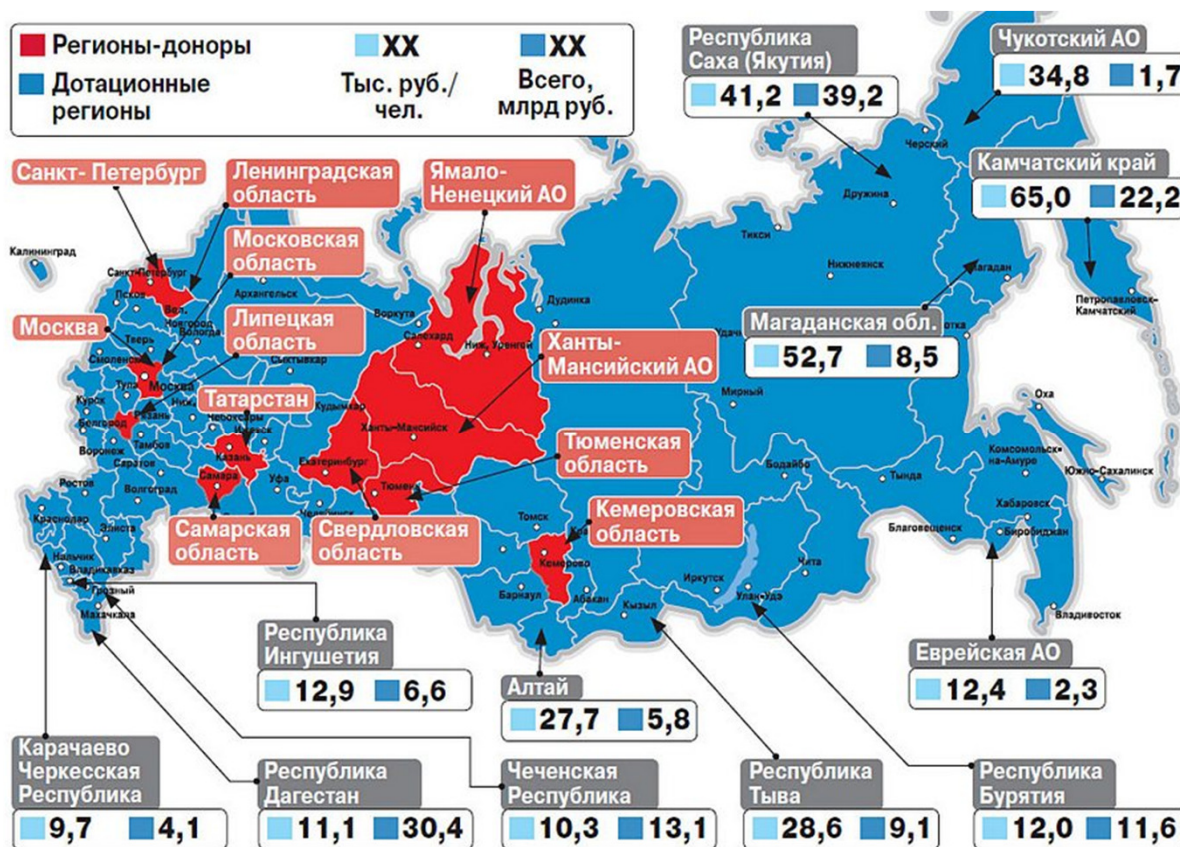 Регионы-доноры
Дотационные
регионы
XX
Тыс. руб./
чел.
XX
Всего,
млрд руб.
Республика
Саха (Якутия)
41,2 39,2
Чукотский АО
34,8 1,7
Камчатский край
65,0 22,2
Магаданская обл.
52,7 8,5
Санкт- Петербург
Ленинградская
область
Ямало-
Ненецкий АО
Московская
область
Москва
Липецкая
область
Ханты-
Мансийский АО
Татарстан
Тюменская
область
Самарская
область
Свердловская
область
Кемеровская
область
Калининград
Санкт-Петербург
Псков
Вел.
Новгород
Архангельск
Вологда
Тверь
Смоленск
Москва
Тула
Курск
Рязань
Белгород
Воронеж
Тамбов
Чебоксары
Ижевск
Казань
Самара
Саратов
Ростов
Волгоград
Уфа
Краснодар
Элиста
Нальчик
Владикавказ
Грозный
Махачкала
Сыктывкар
Кудымкар
Воркута
Салехард
Ниж. Уренгой
Дудинка
Ханты-Мансийск
Екатеринбург
Тюмень
Челябинск
Томск
Кемерово
Барнаул
Абакан
Кызыл
Иркутск
Улан-Удэ
Чита
Бодайбо
Тында
Мирный
Тикси
Нижнеянск
Дружина
Черский
Магадан
Петропавловск-
Камчатский
Оха
Комсомольск-
на-Амуре
Южно-Сахалинск
Хабаровск
Биробиджан
Благовещенск
Владивосток
Республика
Ингушетия
12,9 6,6
Алтай
27,7 5,8
Еврейская АО
12,4 2,3
Карачаево
Черкесская
Республика
9,7 4,1
Республика
Дагестан
11,1 30,4
Чеченская
Республика
10,3 13,1
Республика
Тыва
28,6 9,1
Республика
Бурятия
12,0 11,6